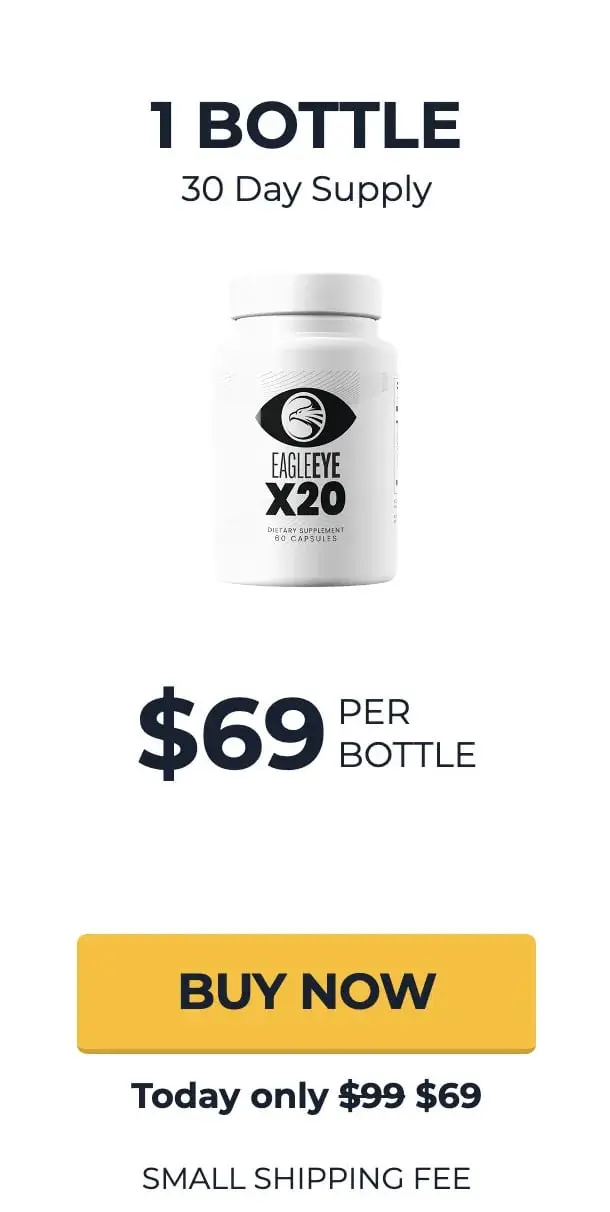 1 BOTTLE
30 Day Supply
EAGLEEYE
X20
DIETARY SUPPLEMENT
60 CAPSULES
$69
PER
BOTTLE
BUY NOW
Today only $99 $69
SMALL SHIPPING FEE